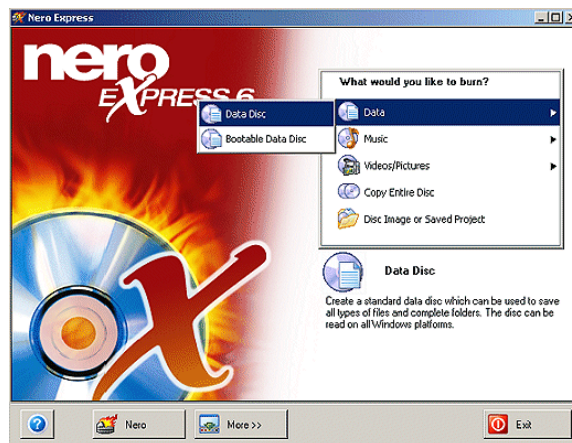 Nero Express
nero
EXPRESS 6
What would you like to burn?
Data Disc
Data
Bootable Data Disc
Music
Videos/Pictures
Copy Entire Disc
Disc Image or Saved Project
Data Disc
Create a standard data disc which can be used to save
all types of files and complete folders. The disc can be
read on all Windows platforms.
Nero
More >>
Exit